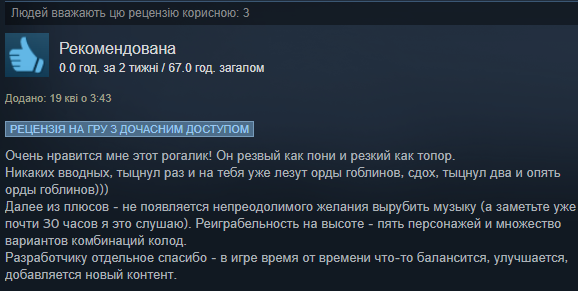 Людей вважають цю рецензію корисною: 3
Рекомендована
0.0 год. за 2 тижні / 67.0 год. загалом
Додано: 19 кві о 3:43
РЕЦЕНЗІЯ НА ГРУ З ДОЧАСНИМ ДОСТУПОМ
Очень нравится мне этот рогалик! Он резвый как пони и резкий как топор.
Никаких вводных, тыцнул раз и на тебя уже лезут орды гоблинов, сдох, тыцнул два и опять
орды гоблинов)))
Далее из плюсов - не появляется непреодолимого желания вырубить музыку (а заметьте уже
почти 30 часов я это слушаю). Реиграбельность на высоте - пять персонажей и множество
вариантов комбинаций колод.
Разработчику отдельное спасибо - в игре время от времени что-то балансится, улучшается,
добавляется новый контент.